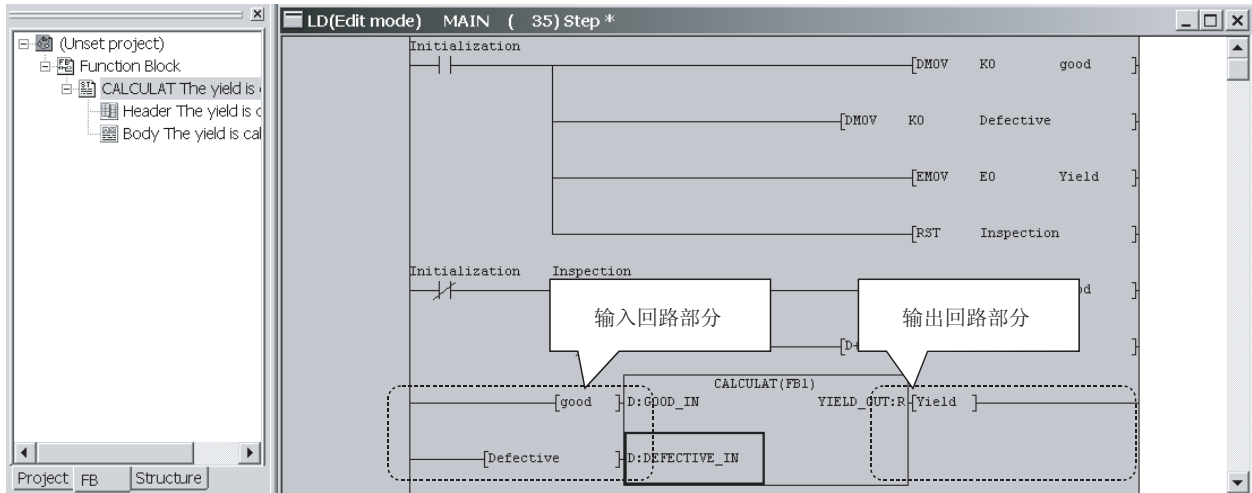 LD(Edit mode)   MAIN   (   35) Step *
(Unset project)
Function Block
CALCULAT The yield is
Header The yield is c
Body The yield is cal
Project FB Structure
Initialization
[DMOV K0 good ]
[DMOV K0 Defective ]
[EMOV E0 Yield ]
[RST Inspection ]
Initialization Inspection
输入回路部分
输出回路部分
CALCULAT(FB1)
[good ] D:GOOD_IN YIELD_OUT:R [Yield ]
[Defective ] D:DEFECTIVE_IN